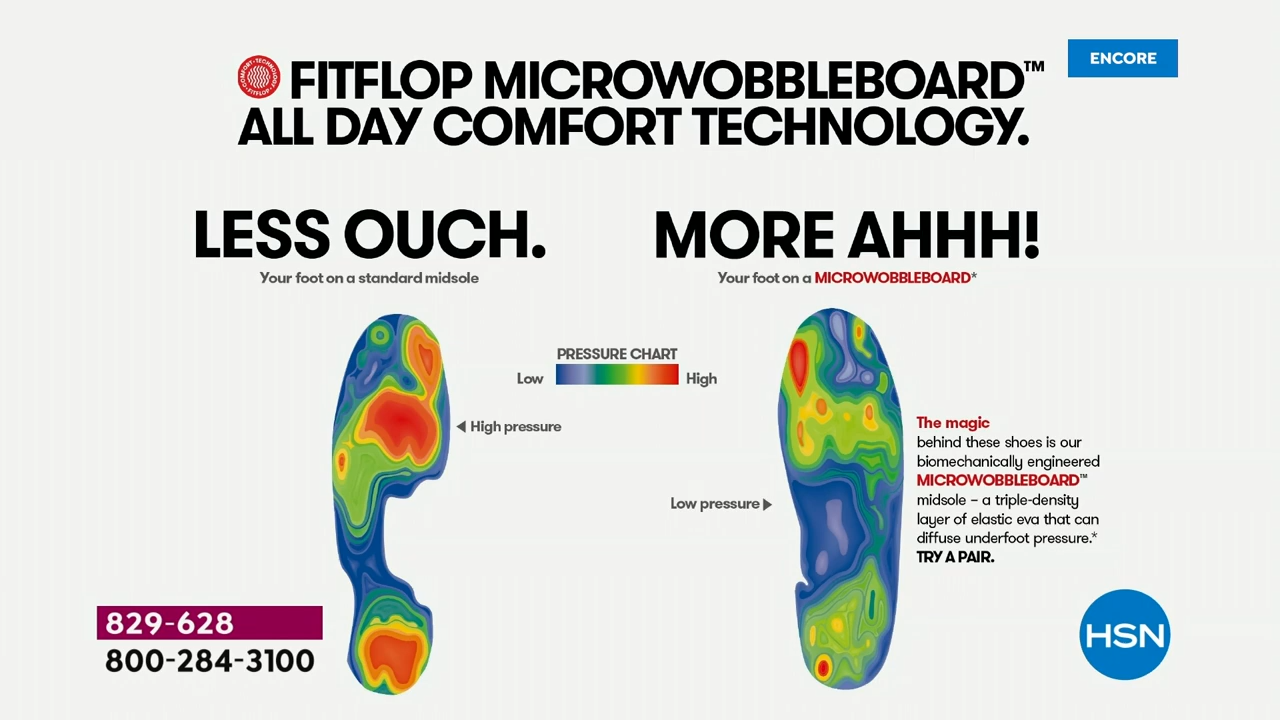 ENCORE
FITFLOP MICROWOBBLEBOARD™
ALL DAY COMFORT TECHNOLOGY.
LESS OUCH.
Your foot on a standard midsole
MORE AHHH!
Your foot on a MICROWOBBLEBOARD*
PRESSURE CHART
Low
High
High pressure
Low pressure
The magic
behind these shoes is our
biomechanically engineered
MICROWOBBLEBOARD™
midsole – a triple-density
layer of elastic eva that can
diffuse underfoot pressure.*
TRY A PAIR.
829-628
800-284-3100
HSN